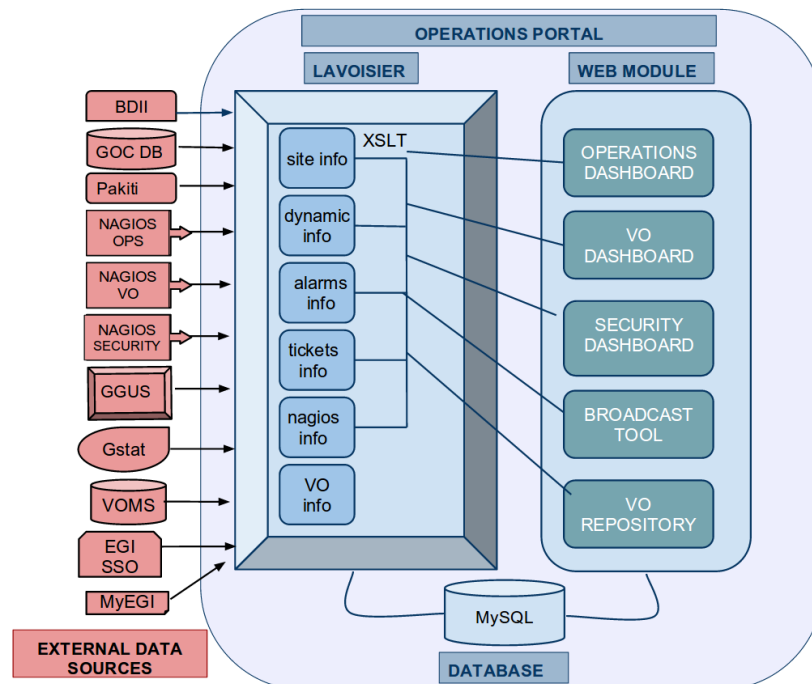 OPERATIONS PORTAL
LAVOISIER
WEB MODULE
BDII
GOC DB
Pakiti
NAGIOS
OPS
NAGIOS
VO
NAGIOS
SECURITY
GGUS
Gstat
VOMS
EGI
SSO
MyEGI
EXTERNAL DATA
SOURCES
XSLT
site info
dynamic
info
alarms
info
tickets
info
nagios
info
VO
info
OPERATIONS
DASHBOARD
VO
DASHBOARD
SECURITY
DASHBOARD
BROADCAST
TOOL
VO
REPOSITORY
MySQL
DATABASE